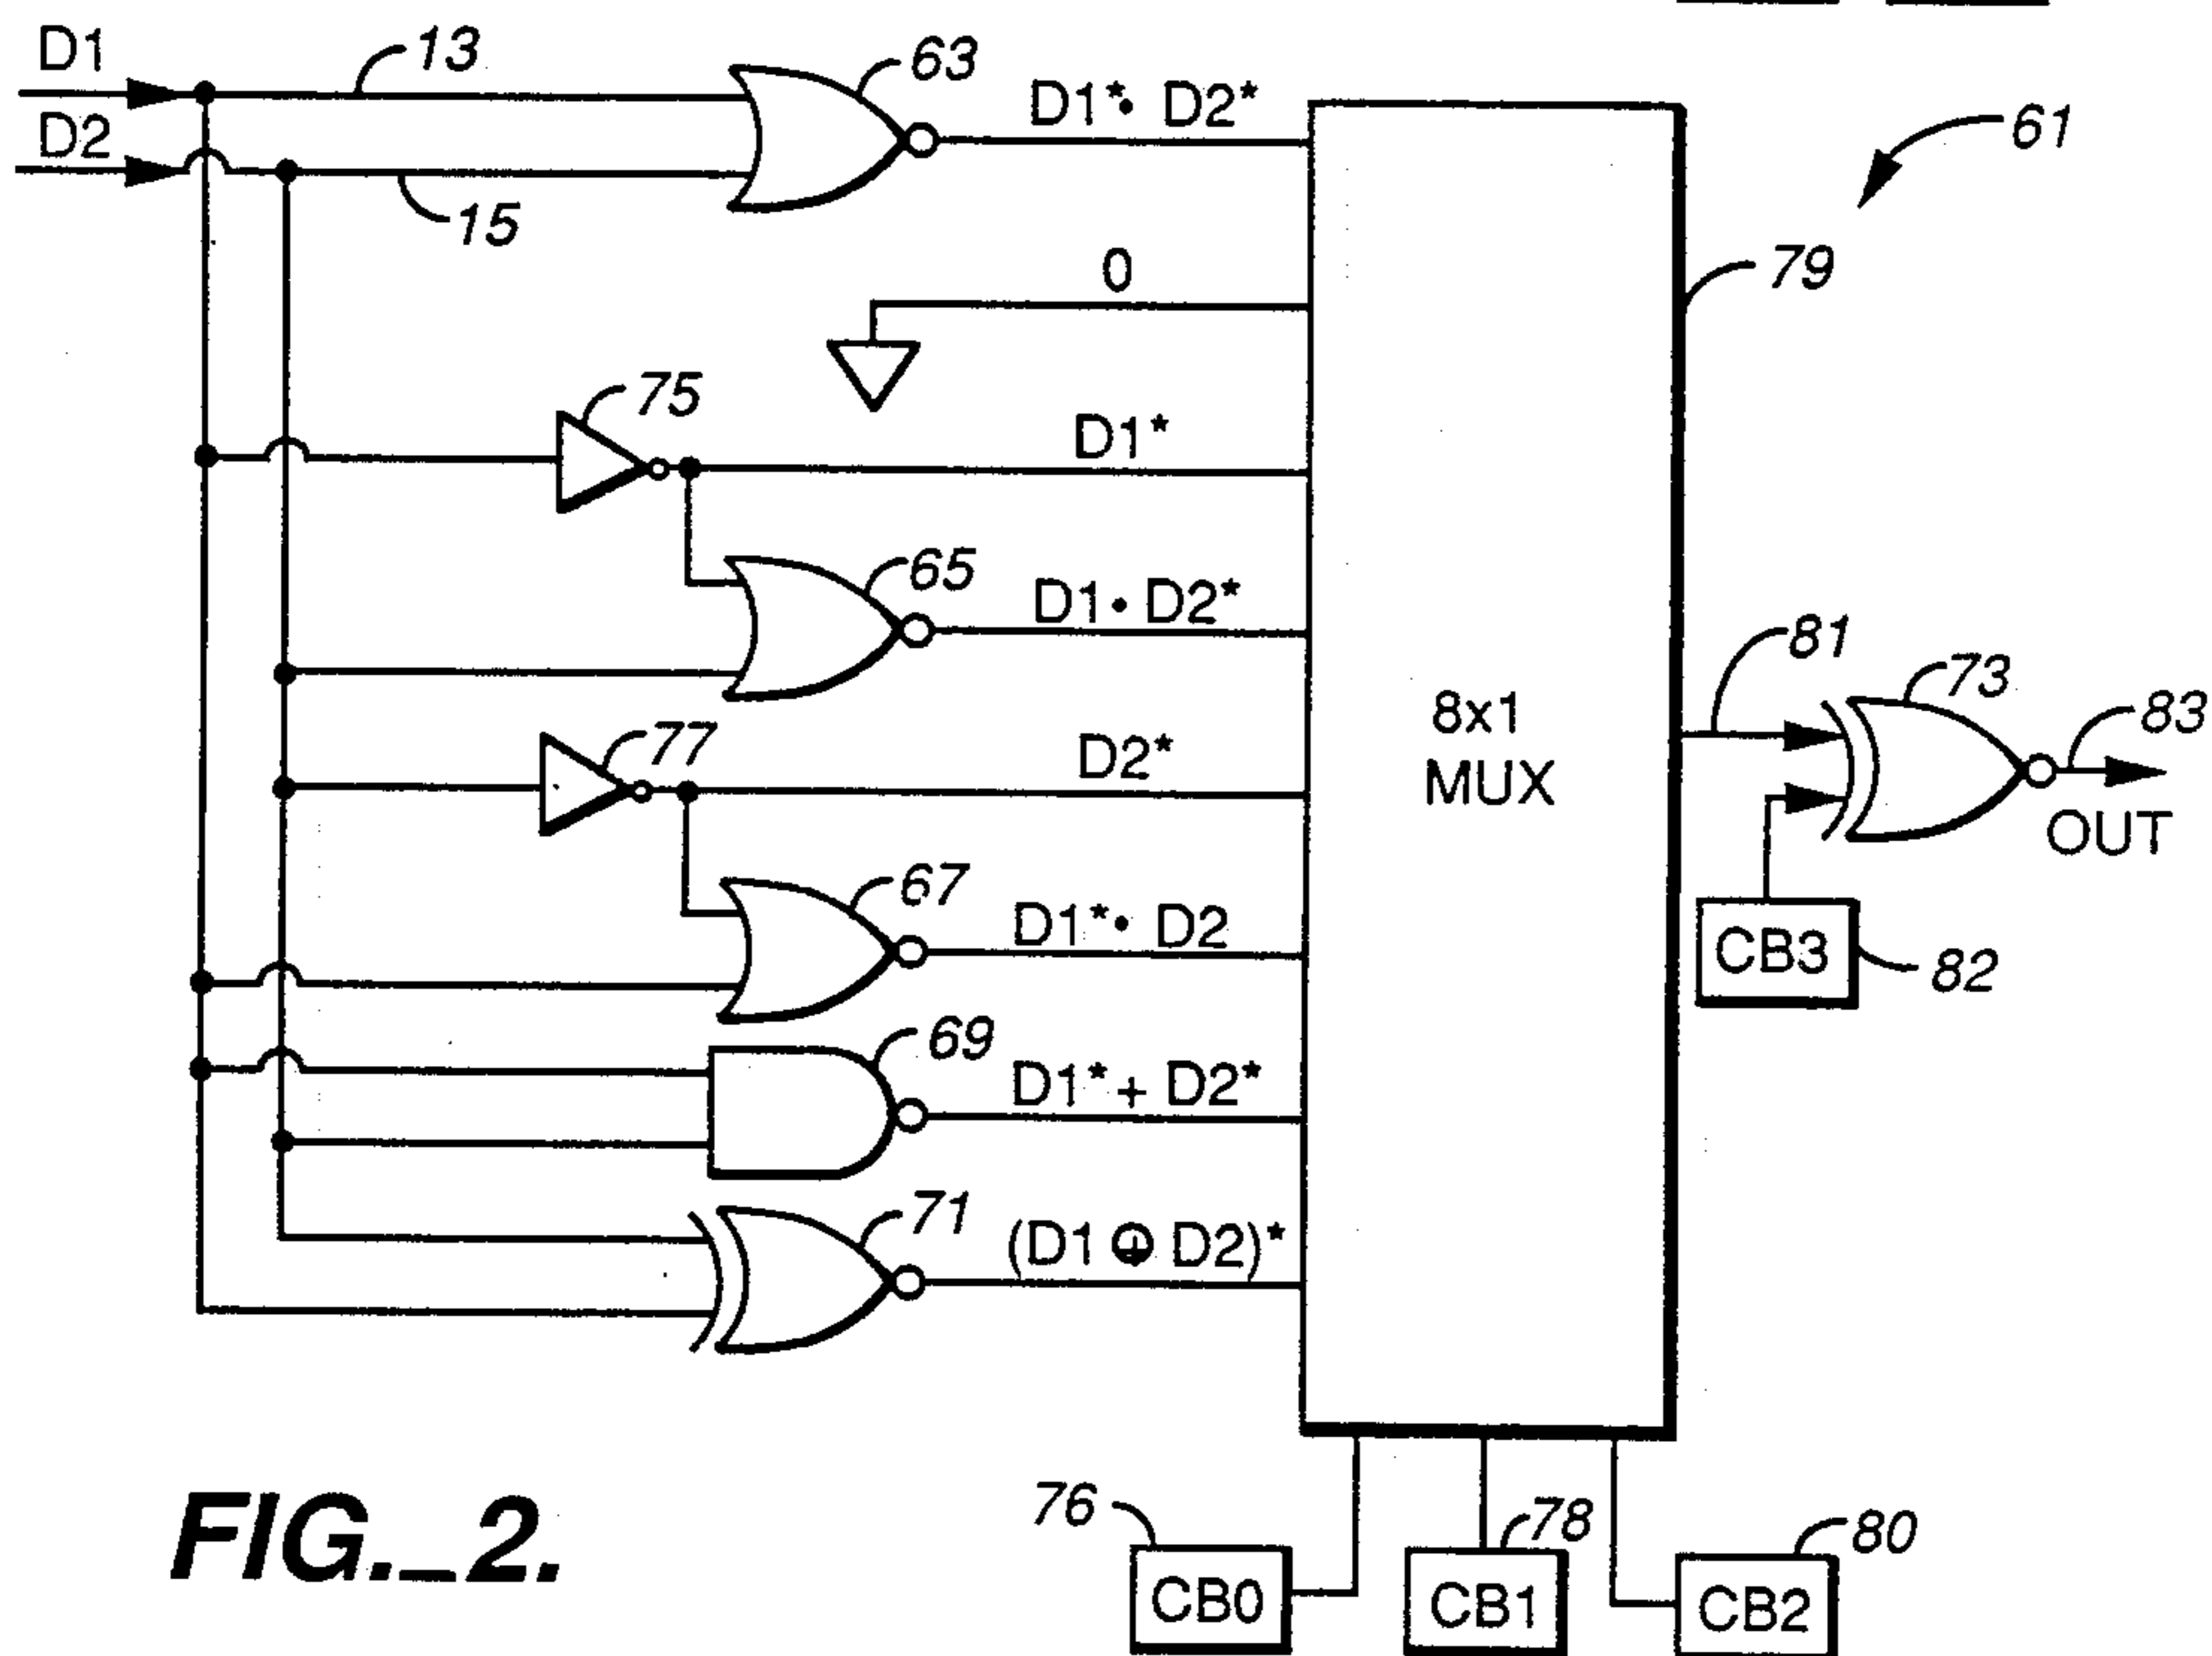 D1
13
63
D1*• D2*
61
D2
15
0
79
75
D1*
65
D1• D2*
81
73
83
8x1
MUX
77
D2*
OUT
67
D1*• D2
CB3
82
69
D1*+ D2*
71
(D1 ⊕ D2)*
76
78
80
CB0
CB1
CB2
FIG._2.